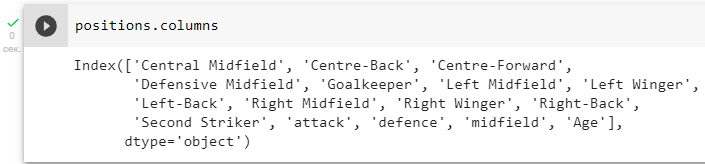 positions.columns
0
сек.
Index(['Central Midfield', 'Centre-Back', 'Centre-Forward',
'Defensive Midfield', 'Goalkeeper', 'Left Midfield', 'Left Winger',
'Left-Back', 'Right Midfield', 'Right Winger', 'Right-Back',
'Second Striker', 'attack', 'defence', 'midfield', 'Age'],
dtype='object')